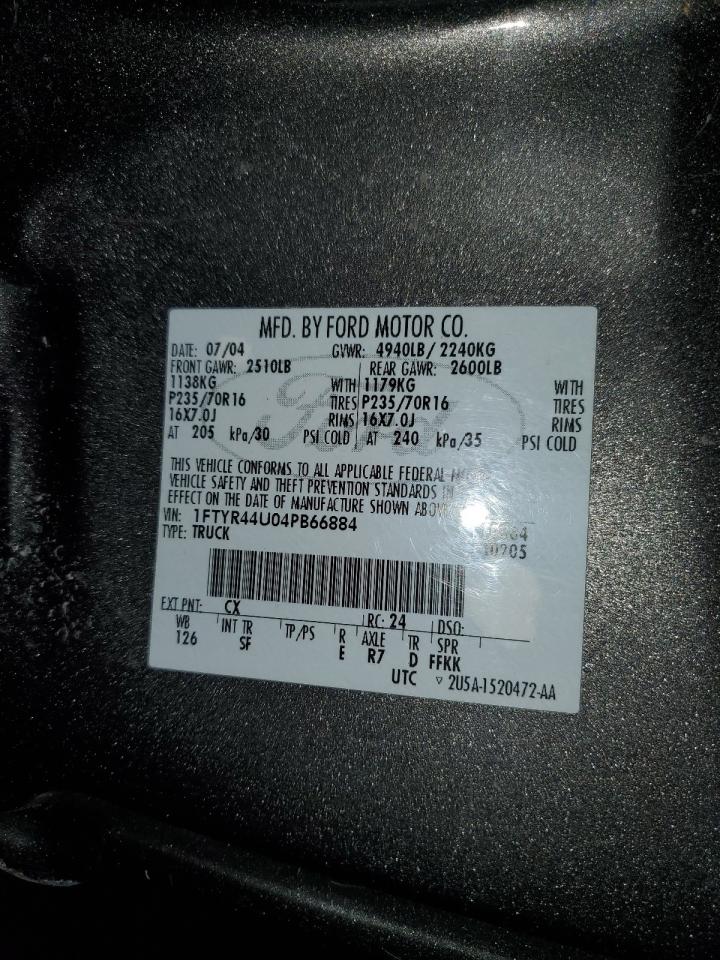 MFD. BY FORD MOTOR CO.
DATE: 07/04 GVWR: 4940LB/ 2240KG
FRONT GAWR: 2510LB REAR GAWR: 2600LB
1138KG WITH 1179KG WITH
P235/70R16 TIRES P235/70R16 TIRES
16X7.0J RIMS 16X7.0J RIMS
AT 205 kPa/30 PSI COLD AT 240 kPa/35 PSI COLD
Ford
THIS VEHICLE CONFORMS TO ALL APPLICABLE FEDERAL
VEHICLE SAFETY AND THEFT PREVENTION STANDARDS IN
EFFECT ON THE DATE OF MANUFACTURE SHOWN ABOVE
VIN: 1FTYR44U04PB66884
TYPE: TRUCK
EXT PNT: CX RC: 24 DSO:
WB INT TR TP/PS R AXLE TR SPR
126 SF E R7 D FFKK
UTC ▽ 2U5A-1520472-AA